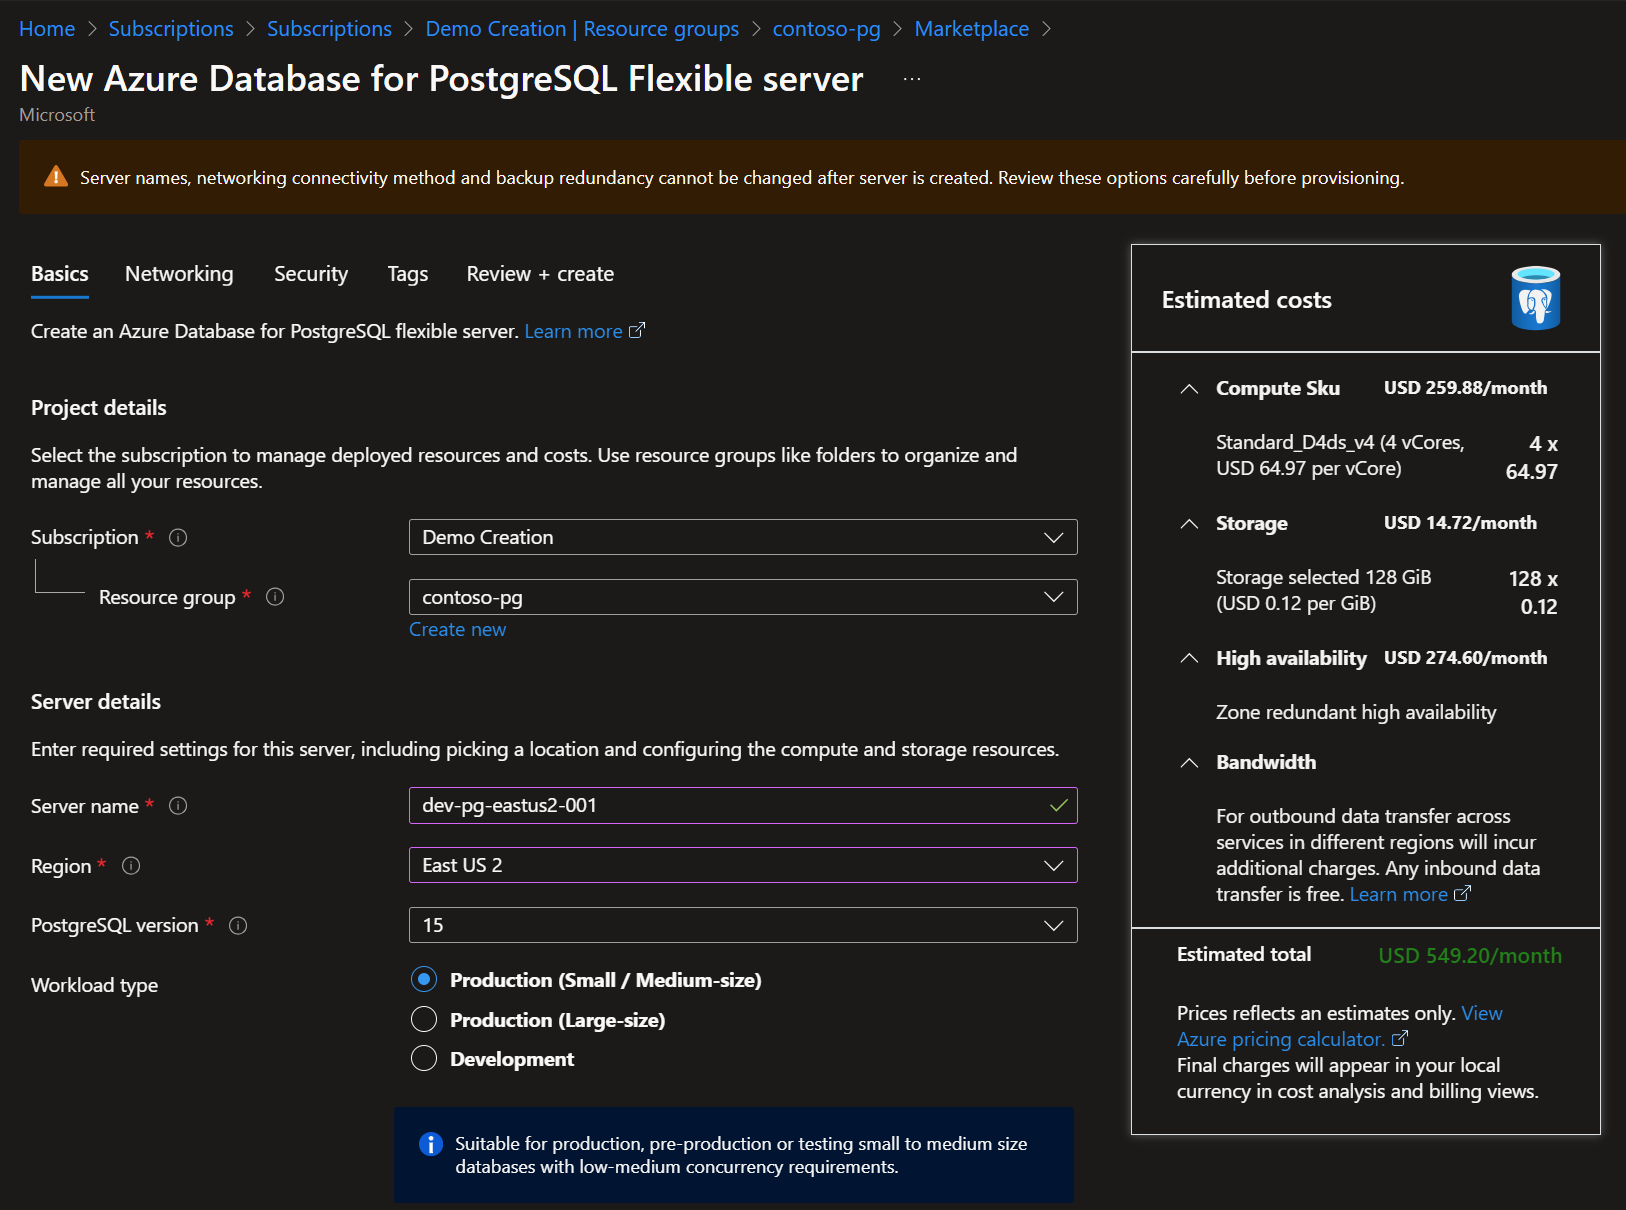 Home > Subscriptions > Subscriptions > Demo Creation | Resource groups > contoso-pg > Marketplace >
New Azure Database for PostgreSQL Flexible server ...
Microsoft
Server names, networking connectivity method and backup redundancy cannot be changed after server is created. Review these options carefully before provisioning.
Basics Networking Security Tags Review + create
Create an Azure Database for PostgreSQL flexible server. Learn more
Project details
Select the subscription to manage deployed resources and costs. Use resource groups like folders to organize and
manage all your resources.
Subscription *
Demo Creation
Resource group *
contoso-pg
Create new
Server details
Enter required settings for this server, including picking a location and configuring the compute and storage resources.
Server name *
dev-pg-eastus2-001
Region *
East US 2
PostgreSQL version *
15
Workload type
Production (Small / Medium-size)
Production (Large-size)
Development
Suitable for production, pre-production or testing small to medium size
databases with low-medium concurrency requirements.
Estimated costs
Compute Sku USD 259.88/month
Standard_D4ds_v4 (4 vCores,
USD 64.97 per vCore)
4 x
64.97
Storage USD 14.72/month
Storage selected 128 GiB
(USD 0.12 per GiB)
128 x
0.12
High availability USD 274.60/month
Zone redundant high availability
Bandwidth
For outbound data transfer across
services in different regions will incur
additional charges. Any inbound data
transfer is free. Learn more
Estimated total USD 549.20/month
Prices reflects an estimates only. View
Azure pricing calculator.
Final charges will appear in your local
currency in cost analysis and billing views.